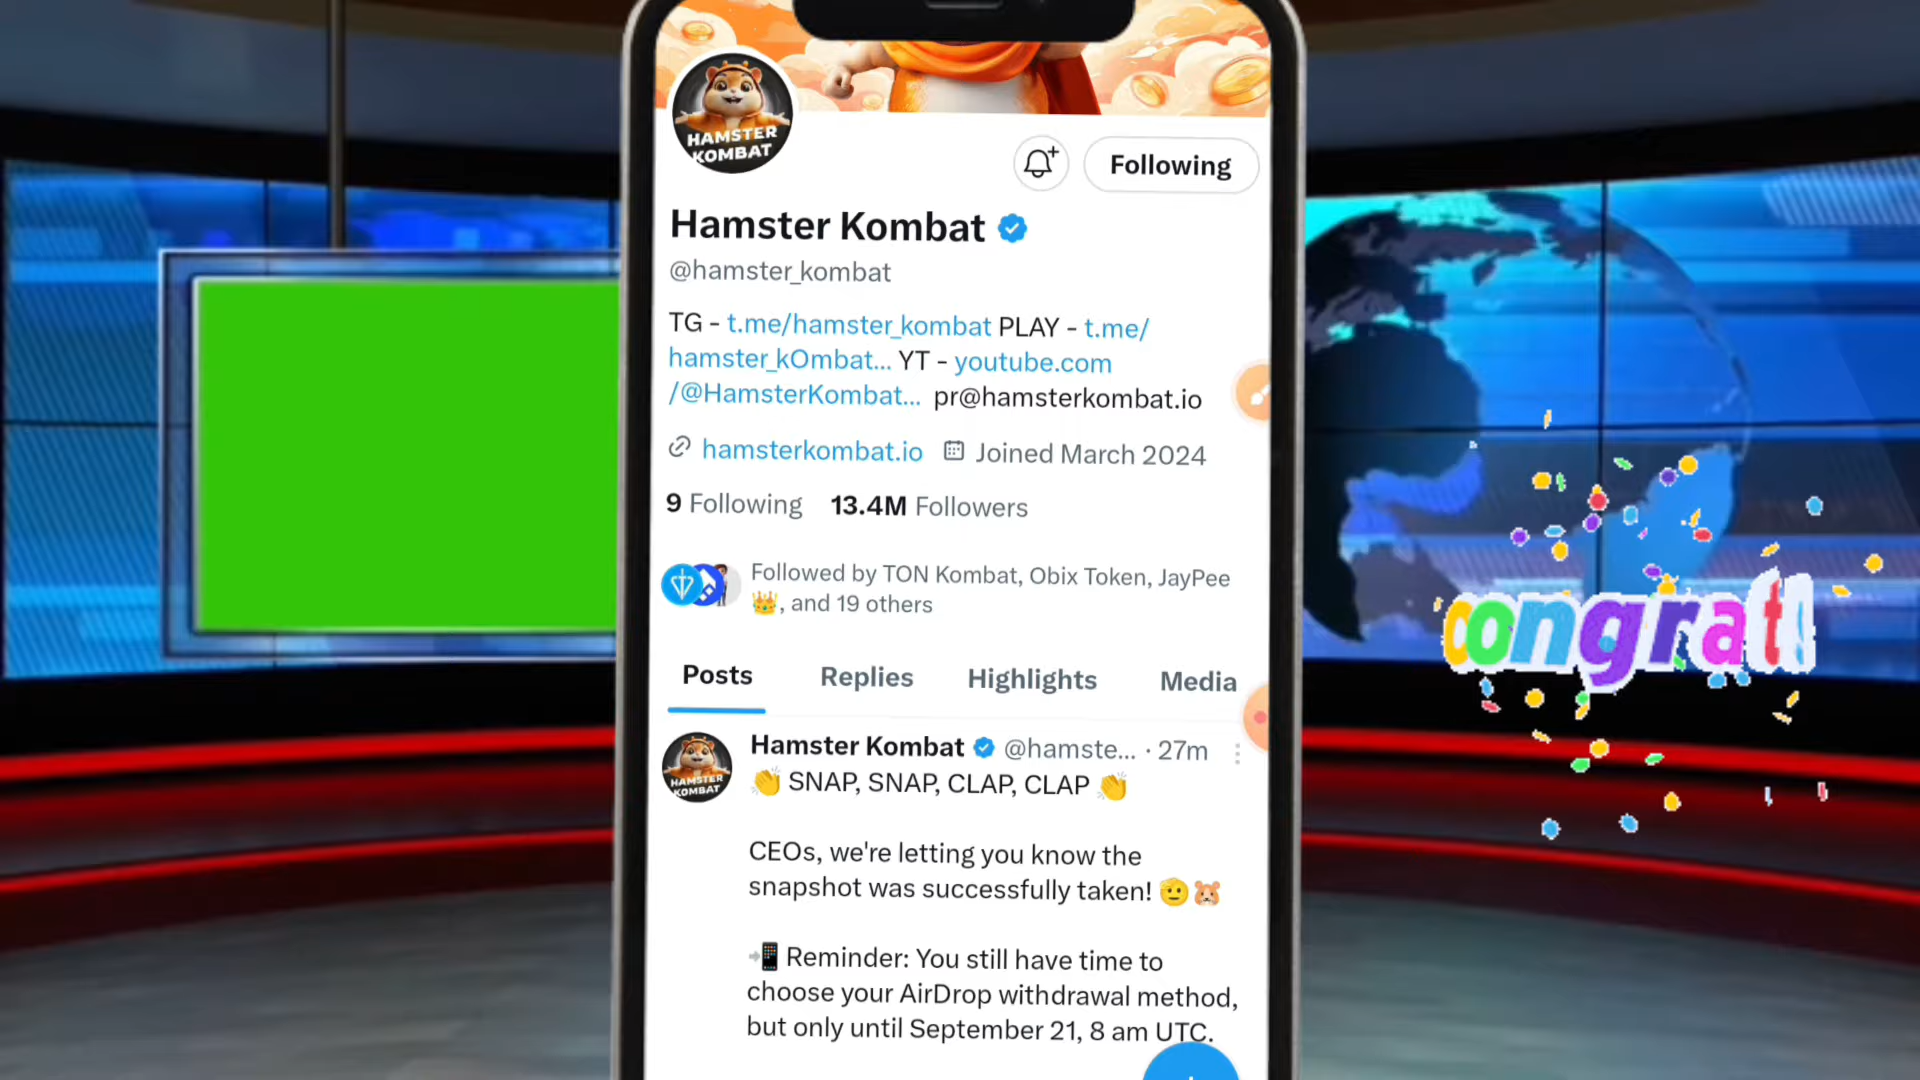 HAMSTER
KOMBAT
Following
Hamster Kombat
@hamster_kombat
TG - t.me/hamster_kombat PLAY - t.me/
hamster_kOmbat... YT - youtube.com
/@HamsterKombat... pr@hamsterkombat.io
hamsterkombat.io Joined March 2024
9 Following 13.4M Followers
Followed by TON Kombat, Obix Token, JayPee
👑, and 19 others
Posts Replies Highlights Media
HAMSTER
KOMBAT
Hamster Kombat @hamste... · 27m
👏 SNAP, SNAP, CLAP, CLAP 👏
CEOs, we're letting you know the
snapshot was successfully taken! 🫡🐹
📲 Reminder: You still have time to
choose your AirDrop withdrawal method,
but only until September 21, 8 am UTC.
congrats